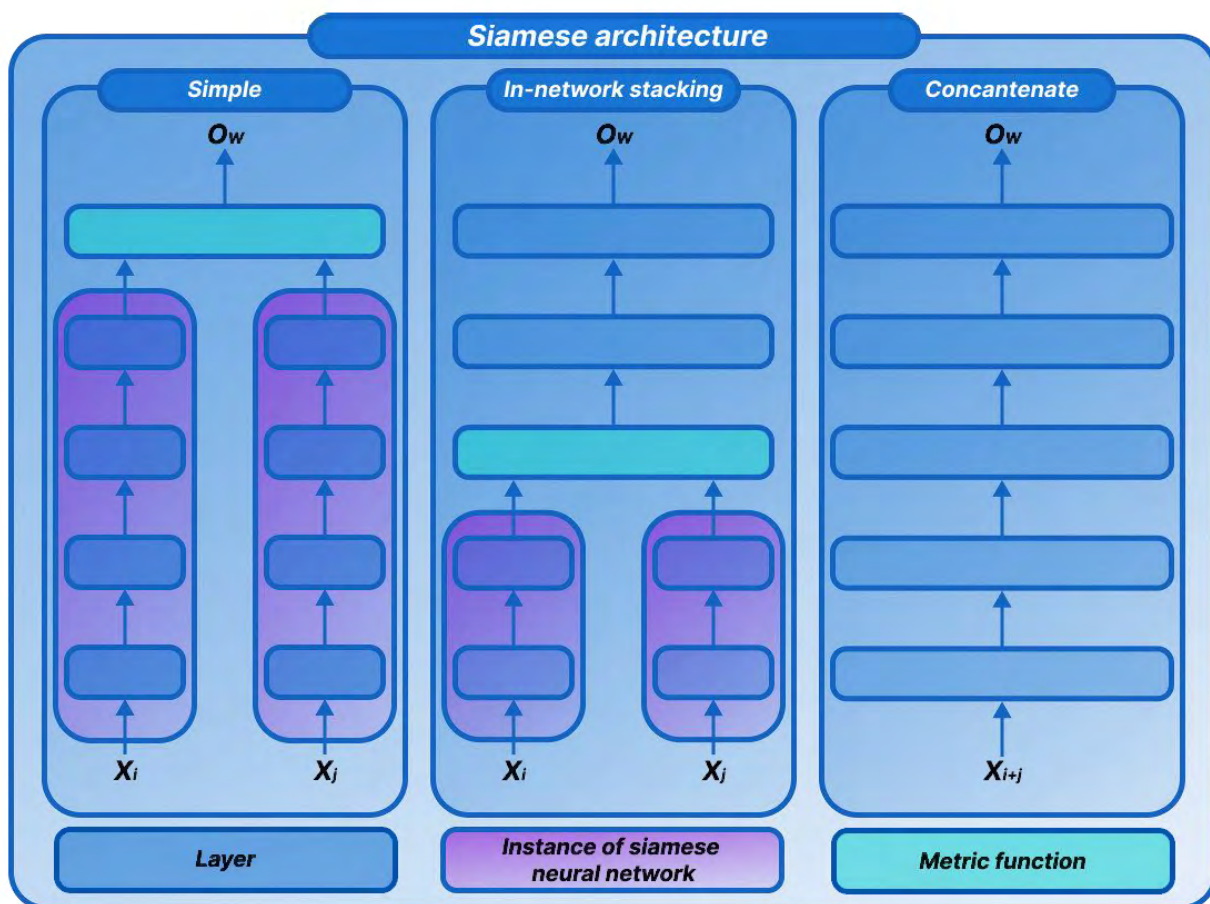 Siamese architecture
Simple
In-network stacking
Concantenate
Ow
Ow
Ow
Xi
Xj
Xi
Xj
Xi+j
Layer
Instance of siamese
neural network
Metric function